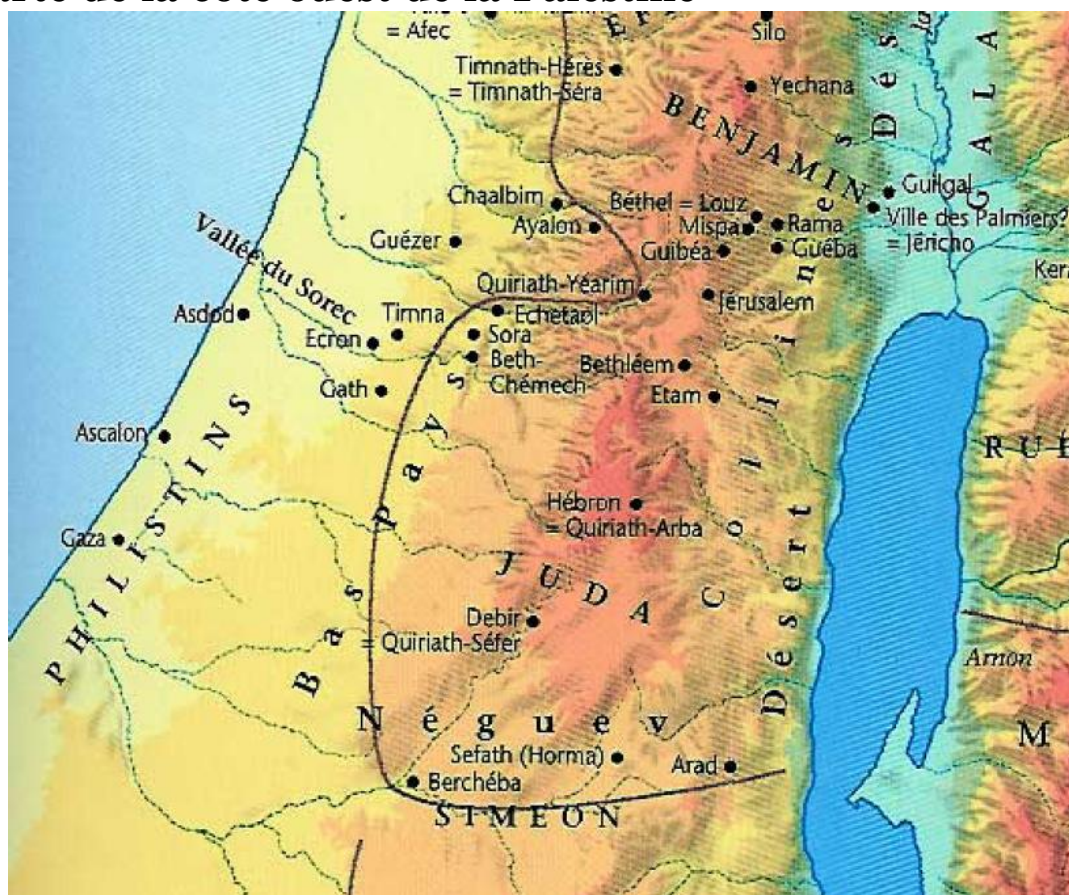 = Afec
Silo
Timnath-Hérès
= Timnath-Séra
Yechana
BENJAMIN
Dés
GALA
Guilgal
Chaalbim
Béthel = Louz
Ville des Palmiers?
= Jéricho
Ayalon
Mispa
Rama
Guézer
Guibéa
Guéba
Vallée du Sorec
Quiriath-Yéarim
Jérusalem
Asdod
Timna
Echetaol
Ecron
Sora
Beth-
Chémech
Bethléem
Gath
Etam
Ascalon
PHILISTINS
Hébron
= Quiriath-Arba
Gaza
Bas Pays
JUDA
Collines
Désert
Debir
= Quiriath-Séfer
Arnon
Néguev
M
Sefath (Horma)
Arad
Berchéba
SIMEON